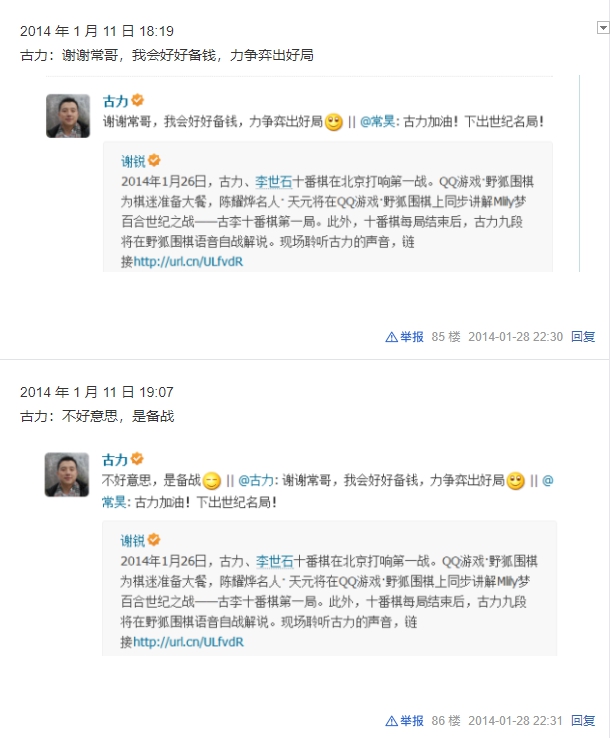 2014 年 1 月 11 日 18:19
古力：谢谢常哥，我会好好备钱，力争弈出好局
古力
谢谢常哥，我会好好备钱，力争弈出好局 || @常昊: 古力加油！下出世纪名局！
谢锐
2014年1月26日，古力、李世石十番棋在北京打响第一战。QQ游戏·野狐围棋
为棋迷准备大餐，陈耀烨名人·天元将在QQ游戏·野狐围棋上同步讲解Mlily梦
百合世纪之战——古李十番棋第一局。此外，十番棋每局结束后，古力九段
将在野狐围棋语音自战解说。现场聆听古力的声音，链
接http://url.cn/ULfvdR
举报 85 楼 2014-01-28 22:30 回复
2014 年 1 月 11 日 19:07
古力：不好意思，是备战
古力
不好意思，是备战 || @古力: 谢谢常哥，我会好好备钱，力争弈出好局 || @
常昊: 古力加油！下出世纪名局！
谢锐
2014年1月26日，古力、李世石十番棋在北京打响第一战。QQ游戏·野狐围棋
为棋迷准备大餐，陈耀烨名人·天元将在QQ游戏·野狐围棋上同步讲解Mlily梦
百合世纪之战——古李十番棋第一局。此外，十番棋每局结束后，古力九段
将在野狐围棋语音自战解说。现场聆听古力的声音，链
接http://url.cn/ULfvdR
举报 86 楼 2014-01-28 22:31 回复